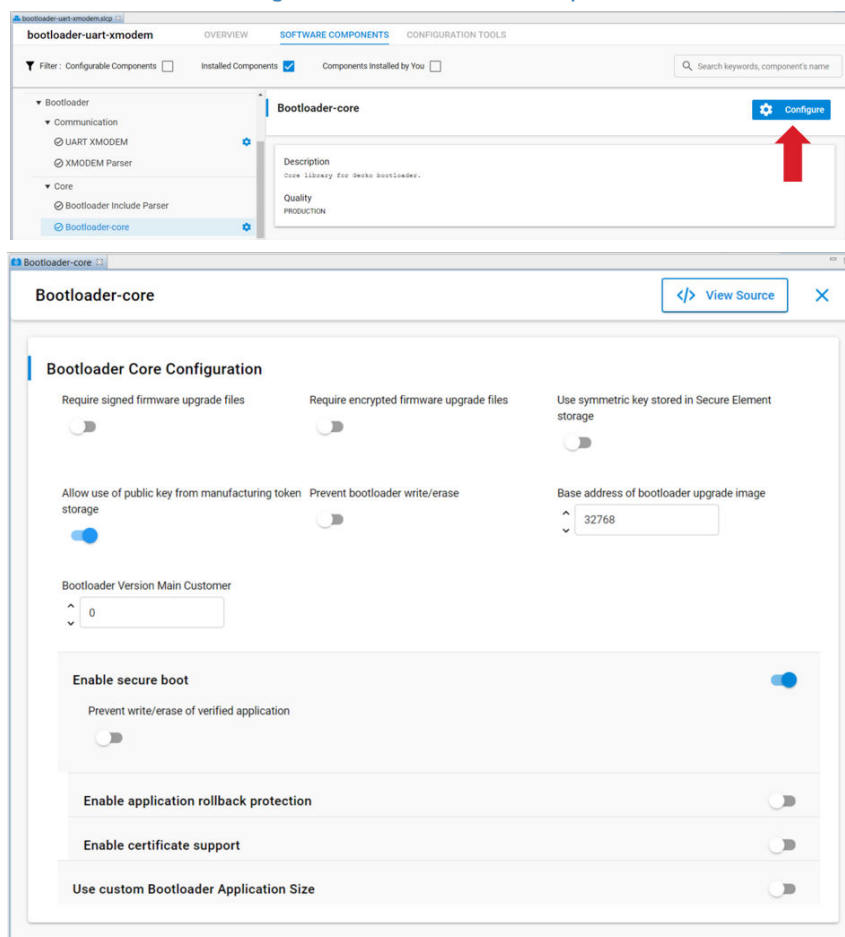 bootloader-uart-xmodem.slcp
bootloader-uart-xmodem OVERVIEW SOFTWARE COMPONENTS CONFIGURATION TOOLS
Filter : Configurable Components Installed Components Components Installed by You Search keywords, component's name
Bootloader
Communication
UART XMODEM
XMODEM Parser
Core
Bootloader Include Parser
Bootloader-core
Bootloader-core Configure
Description
Core library for Gecko bootloader.
Quality
PRODUCTION
Bootloader-core
Bootloader-core View Source
Bootloader Core Configuration
Require signed firmware upgrade files Require encrypted firmware upgrade files Use symmetric key stored in Secure Element
storage
Allow use of public key from manufacturing token Prevent bootloader write/erase Base address of bootloader upgrade image
storage
32768
Bootloader Version Main Customer
0
Enable secure boot
Prevent write/erase of verified application
Enable application rollback protection
Enable certificate support
Use custom Bootloader Application Size